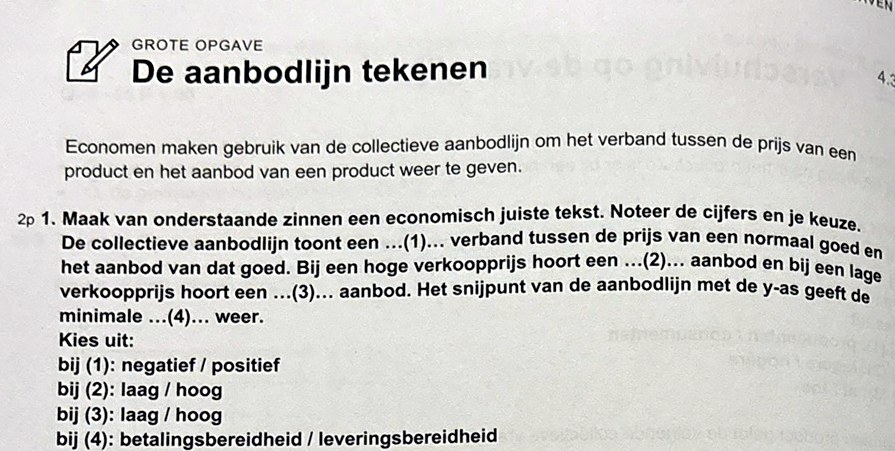 GROTE OPGAVE
De aanbodlijn tekenen
4.3
Economen maken gebruik van de collectieve aanbodlijn om het verband tussen de prijs van een
product en het aanbod van een product weer te geven.
2p 1. Maak van onderstaande zinnen een economisch juiste tekst. Noteer de cijfers en je keuze.
De collectieve aanbodlijn toont een ...(1)... verband tussen de prijs van een normaal goed en
het aanbod van dat goed. Bij een hoge verkoopprijs hoort een ...(2)... aanbod en bij een lage
verkoopprijs hoort een ...(3)... aanbod. Het snijpunt van de aanbodlijn met de y-as geeft de
minimale ...(4)... weer.
Kies uit:
bij (1): negatief / positief
bij (2): laag / hoog
bij (3): laag / hoog
bij (4): betalingsbereidheid / leveringsbereidheid